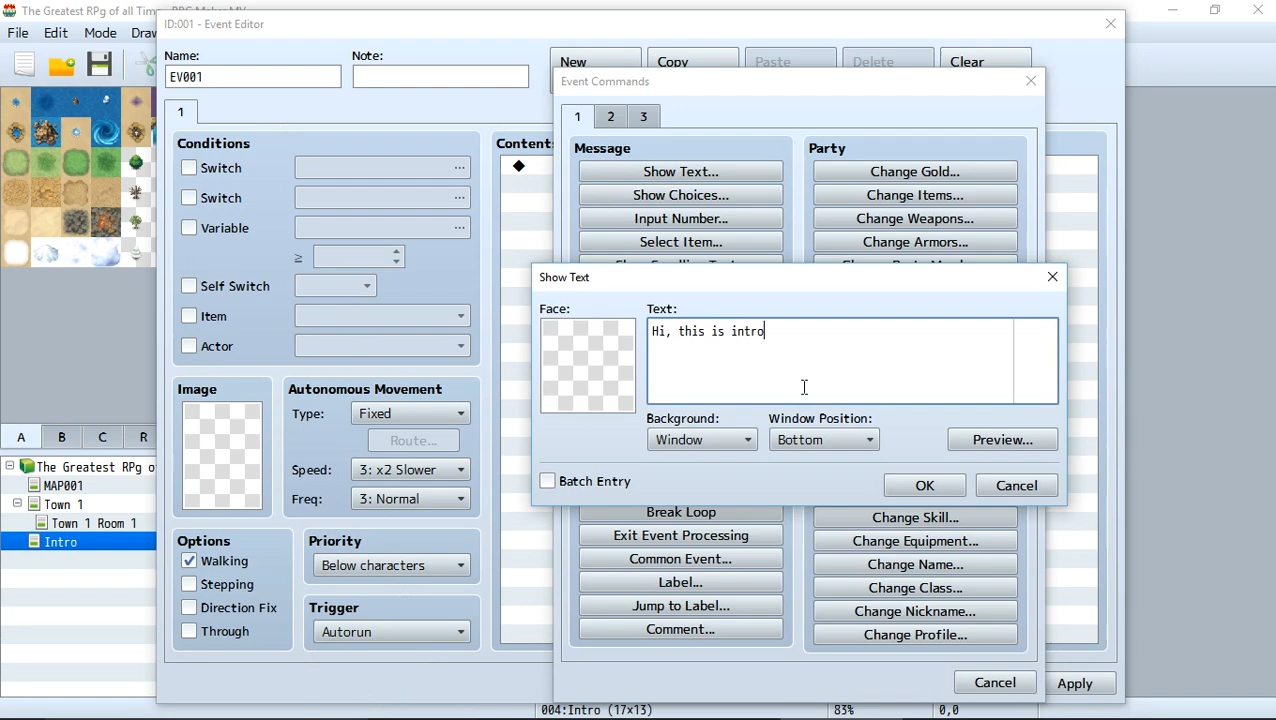 The Greatest RPg of all Tim
ID:001 - Event Editor
File Edit Mode Draw
Name: Note:
EV001
New Copy Paste Delete Clear
Event Commands
1
1 2 3
Conditions
Switch ...
Switch ...
Variable ...
≥
Self Switch
Item
Actor
Contents
◆
Message
Show Text...
Show Choices...
Input Number...
Select Item...
Party
Change Gold...
Change Items...
Change Weapons...
Change Armors...
Show Text
Face: Text:
Hi, this is intro
Background: Window Position:
Window Bottom Preview...
Batch Entry OK Cancel
Image
Autonomous Movement
Type: Fixed
Route...
Speed: 3: x2 Slower
Freq: 3: Normal
A B C R
The Greatest RPg o
MAP001
Town 1
Town 1 Room 1
Intro
Options
Walking
Stepping
Direction Fix
Through
Priority
Below characters
Trigger
Autorun
Break Loop
Exit Event Processing
Common Event...
Label...
Jump to Label...
Comment...
Change Skill...
Change Equipment...
Change Name...
Change Class...
Change Nickname...
Change Profile...
Cancel Apply
004:Intro (17x13) 83% 0,0